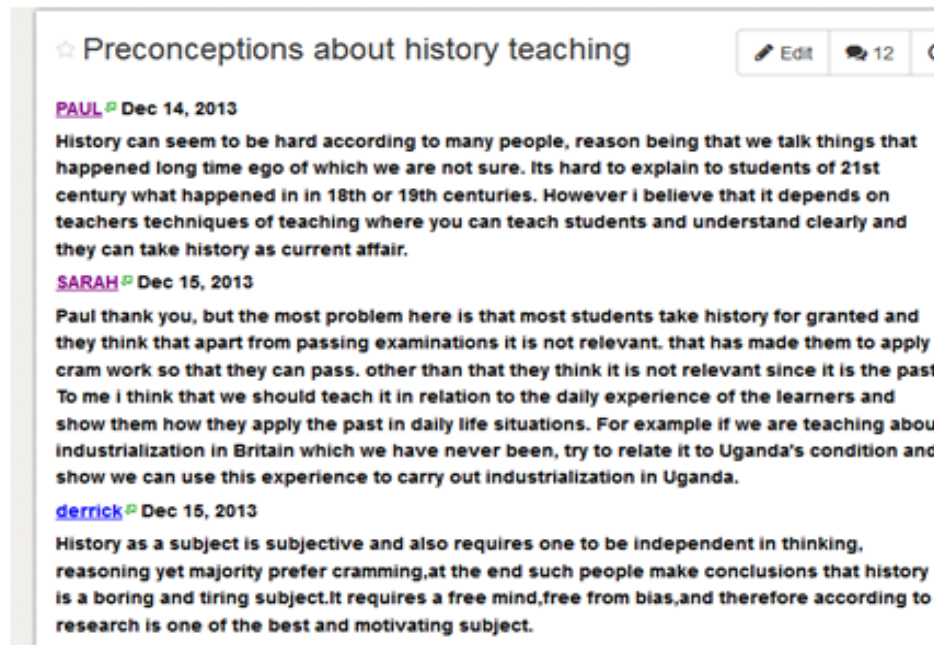 Preconceptions about history teaching
Edit
12
PAUL Dec 14, 2013
History can seem to be hard according to many people, reason being that we talk things that
happened long time ego of which we are not sure. Its hard to explain to students of 21st
century what happened in in 18th or 19th centuries. However i believe that it depends on
teachers techniques of teaching where you can teach students and understand clearly and
they can take history as current affair.
SARAH Dec 15, 2013
Paul thank you, but the most problem here is that most students take history for granted and
they think that apart from passing examinations it is not relevant. that has made them to apply
cram work so that they can pass. other than that they think it is not relevant since it is the past
To me i think that we should teach it in relation to the daily experience of the learners and
show them how they apply the past in daily life situations. For example if we are teaching abou
industrialization in Britain which we have never been, try to relate it to Uganda's condition and
show we can use this experience to carry out industrialization in Uganda.
derrick Dec 15, 2013
History as a subject is subjective and also requires one to be independent in thinking,
reasoning yet majority prefer cramming,at the end such people make conclusions that history
is a boring and tiring subject.It requires a free mind,free from bias,and therefore according to
research is one of the best and motivating subject.